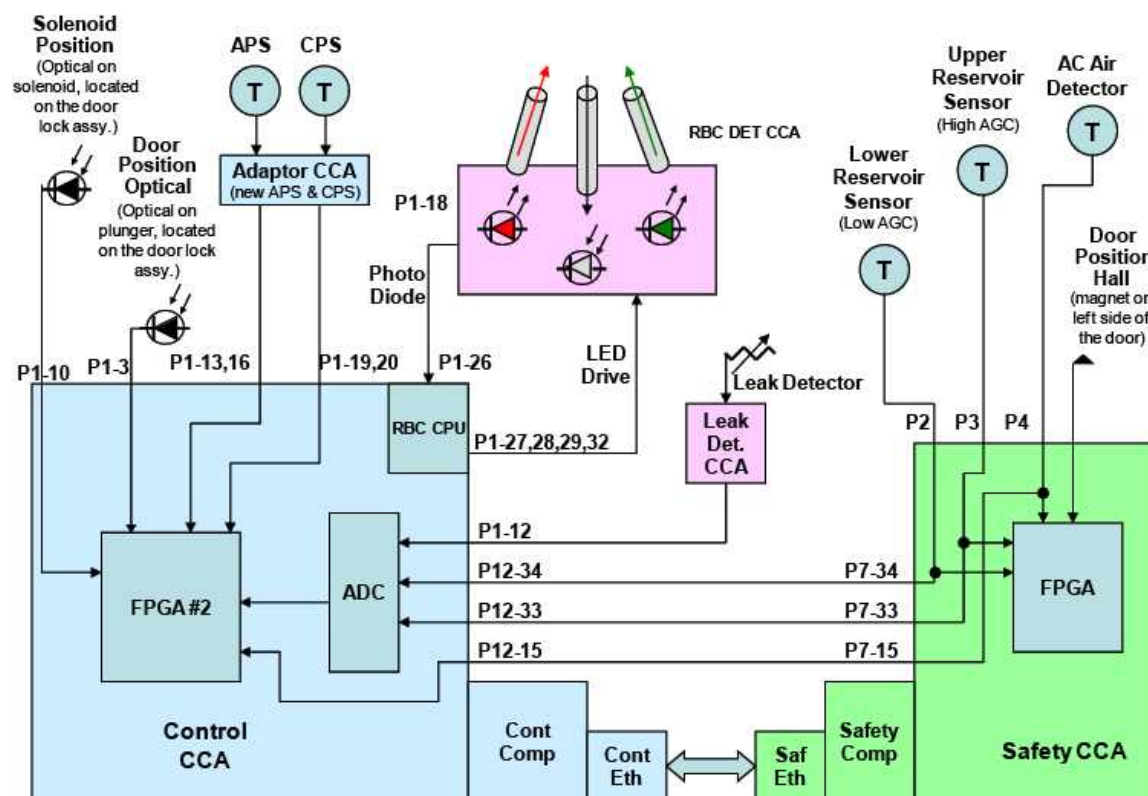 Solenoid
Position
(Optical on
solenoid, located
on the door
lock assy.)
APS
CPS
Door
Position
Optical
(Optical on
plunger, located
on the door lock
assy.)
T
T
Adaptor CCA
(new APS & CPS)
RBC DET CCA
P1-18
Photo
Diode
LED
Drive
Upper
Reservoir
Sensor
(High AGC)
AC Air
Detector
T
T
Lower
Reservoir
Sensor
(Low AGC)
T
Door
Position
Hall
(magnet on
left side of
the door)
Leak Detector
Leak
Det.
CCA
P1-10
P1-3
P1-13,16
P1-19,20
P1-26
RBC CPU
P1-27,28,29,32
P2
P3
P4
P1-12
P12-34
P7-34
P12-33
P7-33
P12-15
P7-15
FPGA #2
ADC
FPGA
Control
CCA
Cont
Comp
Cont
Eth
Saf
Eth
Safety
Comp
Safety CCA